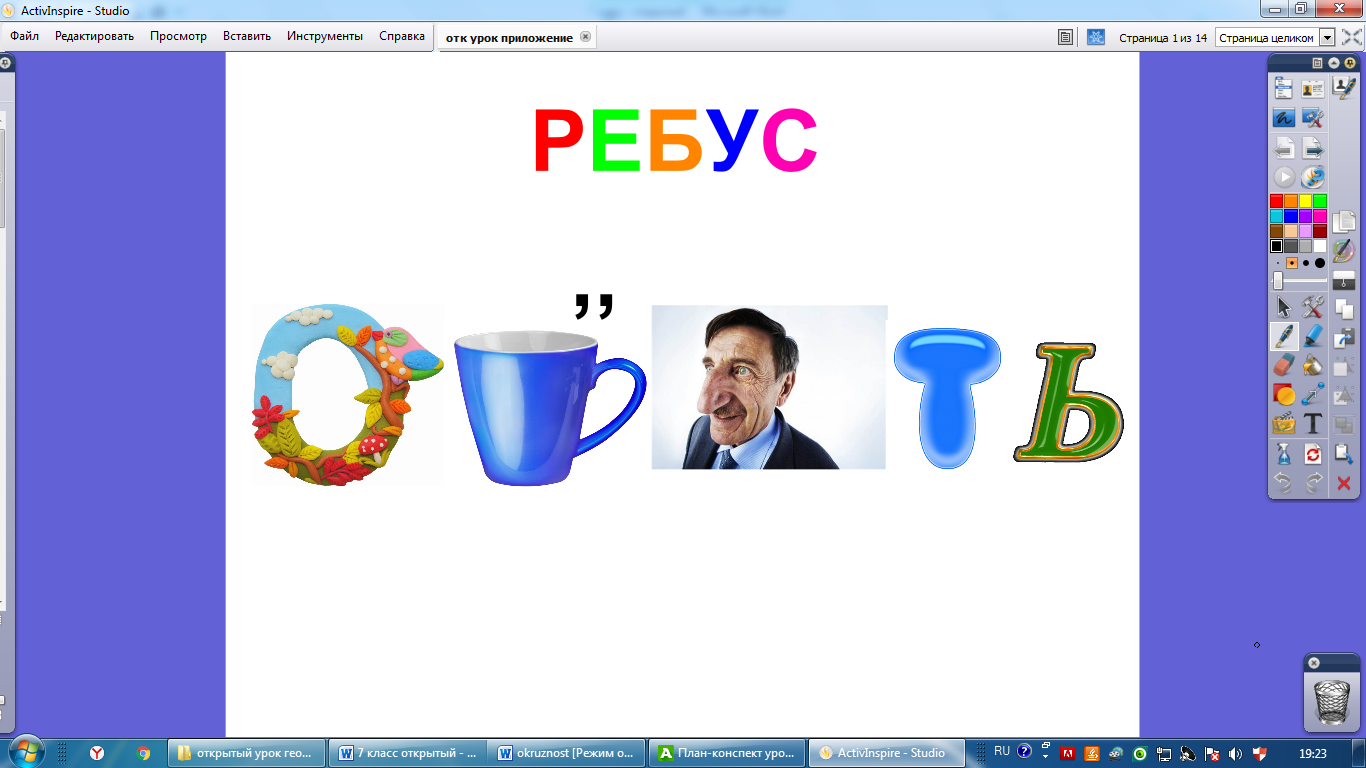 ActivInspire - Studio
Файл Редактировать Просмотр Вставить Инструменты Справка
отк урок приложение
Страница 1 из 14
Страница целиком
РЕБУС
О
,,
Т
Ь
T
открытый урок гео...
7 класс открытый - ...
okruznost [Режим о...
План-конспект уро...
ActivInspire - Studio
RU
19:23